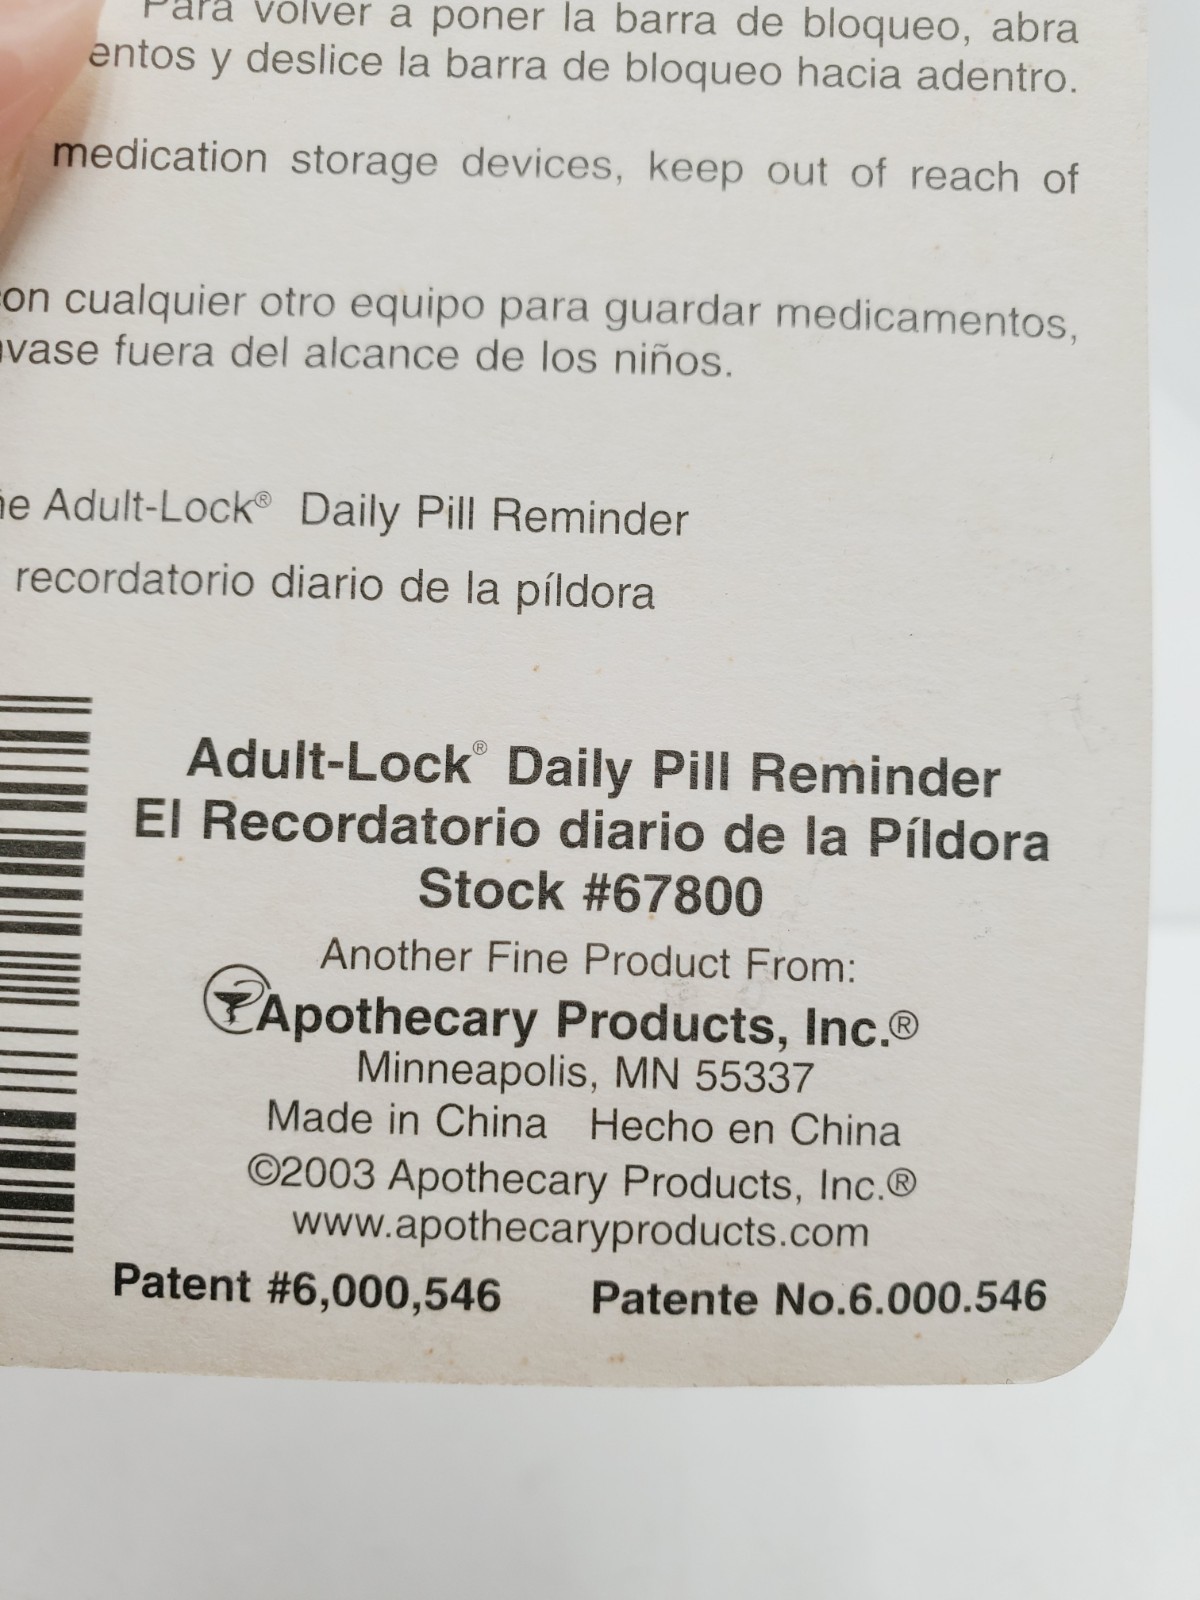 Para volver a poner la barra de bloqueo, abra
entos y deslice la barra de bloqueo hacia adentro.
medication storage devices, keep out of reach of
on cualquier otro equipo para guardar medicamentos,
vase fuera del alcance de los niños.
Adult-Lock® Daily Pill Reminder
recordatorio diario de la píldora
Adult-Lock® Daily Pill Reminder
El Recordatorio diario de la Píldora
Stock #67800
Another Fine Product From:
Apothecary Products, Inc.®
Minneapolis, MN 55337
Made in China Hecho en China
©2003 Apothecary Products, Inc.®
www.apothecaryproducts.com
Patent #6,000,546 Patente No.6.000.546